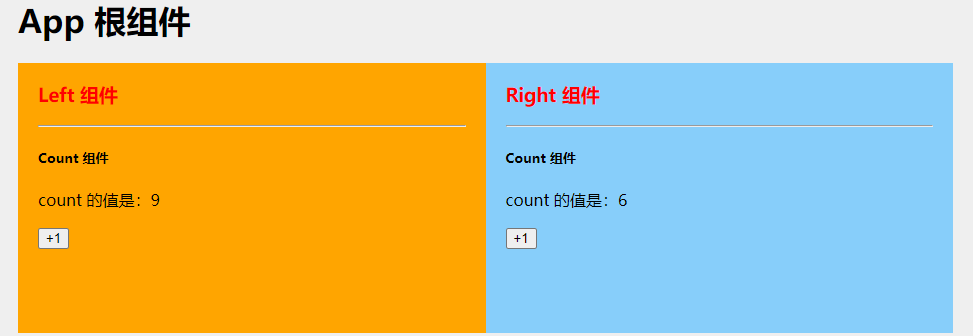 App 根组件
Left 组件
Count 组件
count 的值是：9
+1
Right 组件
Count 组件
count 的值是：6
+1